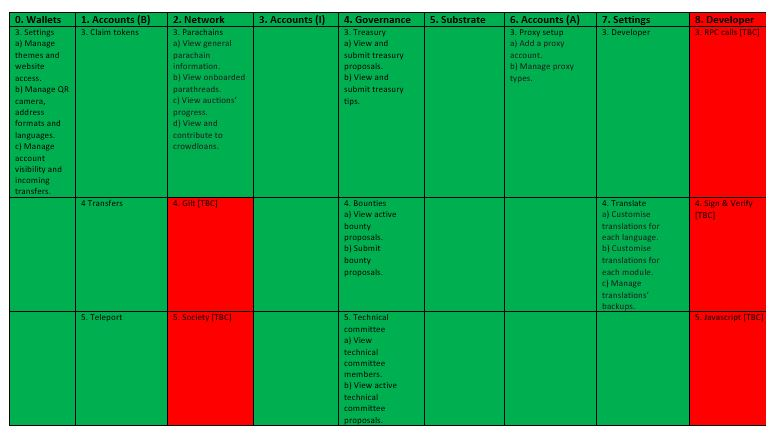 0. Wallets
1. Accounts (B)
2. Network
3. Accounts (I)
4. Governance
5. Substrate
6. Accounts (A)
7. Settings
8. Developer
3. Settings
a) Manage
themes and
website
access.
b) Manage QR
camera,
address
formats and
languages.
c) Manage
account
visibility and
incoming
transfers.
3. Claim tokens
3. Parachains
a) View general
parachain
information.
b) View onboarded
parathreads.
c) View auctions'
progress.
d) View and
contribute to
crowdloans.
3. Treasury
a) View and
submit treasury
proposals.
b) View and
submit treasury
tips.
3. Proxy setup
a) Add a proxy
account.
b) Manage proxy
types.
3. Developer
3. RPC calls [TBC]
4 Transfers
4. Gilt [TBC]
4. Bounties
a) View active
bounty
proposals.
b) Submit
bounty
proposals.
4. Translate
a) Customise
translations for
each language.
b) Customise
translations for
each module.
c) Manage
translations'
backups.
4. Sign & Verify
[TBC]
5. Teleport
5. Society [TBC]
5. Technical
committee
a) View
technical
committee
members.
b) View active
technical
committee
proposals.
5. Javascript [TBC]